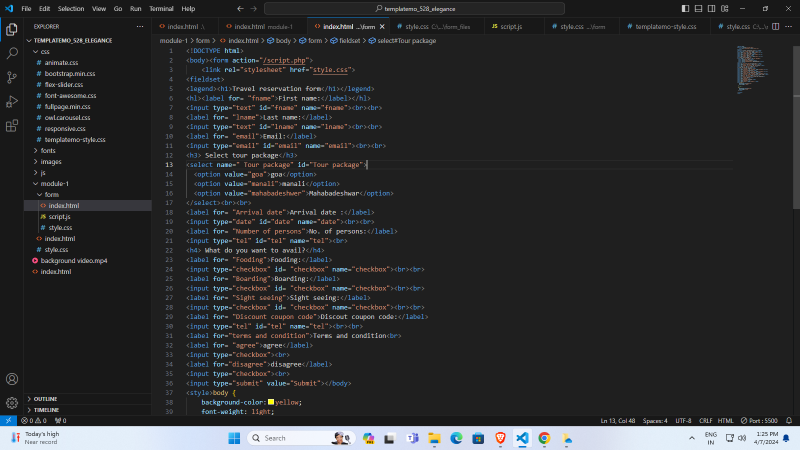 File Edit Selection View Go Run Terminal Help
templatemo_528_elegance
EXPLORER
TEMPLATEMO_528_ELEGANCE
css
# animate.css
# bootstrap.min.css
# flex-slider.css
# font-awesome.css
# fullpage.min.css
# owl.carousel.css
# responsive.css
# templatemo-style.css
fonts
images
js
module-1
form
<> index.html
JS script.js
# style.css
<> index.html
# style.css
background video.mp4
<> index.html
OUTLINE
TIMELINE
<> index.html .\
<> index.html module-1
<> index.html ...\form
# style.css C:\...\form_files
JS script.js
# style.css ...\form
# templatemo-style.css
# style.css
module-1 > form > <> index.html > body > form > fieldset > select#Tour package
1 <!DOCTYPE html>
2 <body><form action="/script.php">
3 <link rel="stylesheet" href="style.css">
4 <fieldset>
5 <legend><h1>Travel reservation form</h1></legend>
6 <hl><label for= "fname">First name:</label></hl>
7 <input type="text" id="fname" name="fname"><br><br>
8 <label for= "lname">Last name:</label>
9 <input type="text" id="lname" name="lname"><br><br>
10 <label for= "email">Email:</label>
11 <input type="email" id="email" name="email"><br><br>
12 <h3> Select tour package</h3>
13 <select name=" Tour package" id="Tour package">
14 <option value="goa">goa</option>
15 <option value="manali">manali</option>
16 <option value="mahabadeshwer">Mahabadeshwar</option>
17 </select><br><br>
18 <label for= "Arrival date">Arrival date :</label>
19 <input type="date" id="date" name="date"><br><br>
20 <label for= "Number of persons">No. of persons:</label>
21 <input type="tel" id="tel" name="tel"><br>
22 <h4> What do you want to avail?</h4>
23 <label for= "Fooding">Fooding:</label>
24 <input type="checkbox" id= "checkbox" name="checkbox"><br><br>
25 <label for= "Boarding">Boarding:</label>
26 <input type="checkbox" id= "checkbox" name="checkbox"><br><br>
27 <label for= "Sight seeing">Sight seeing:</label>
28 <input type="checkbox" id= "checkbox" name="checkbox"><br><br>
29 <label for= "Discount coupon code">Discout coupon code:</label>
30 <input type="tel" id="tel" name="tel"><br><br>
31 <label for="terms and condition">Terms and condition<br>
32 <label for= "agree">agree</label>
33 <input type="checkbox"><br>
34 <label for="disagree">disagree</label>
35 <input type="checkbox"><br>
36 <input type="submit" value="Submit"></body>
37 <style>body {
38 background-color: yellow;
39 font-weight: light;
0 0 0
Ln 13, Col 48 Spaces: 4 UTF-8 CRLF HTML Port : 5500
Today's high
Near record
Search
ENG
IN
1:25 PM
4/7/2024